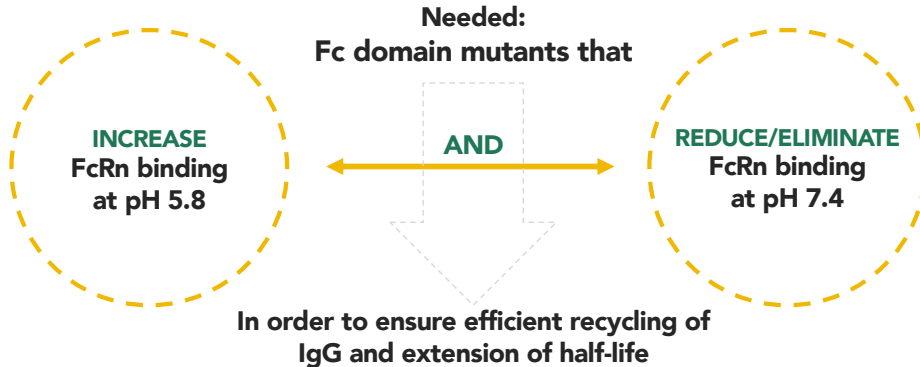 Needed:
Fc domain mutants that
INCREASE
FcRn binding
at pH 5.8
AND
REDUCE/ELIMINATE
FcRn binding
at pH 7.4
In order to ensure efficient recycling of
IgG and extension of half-life